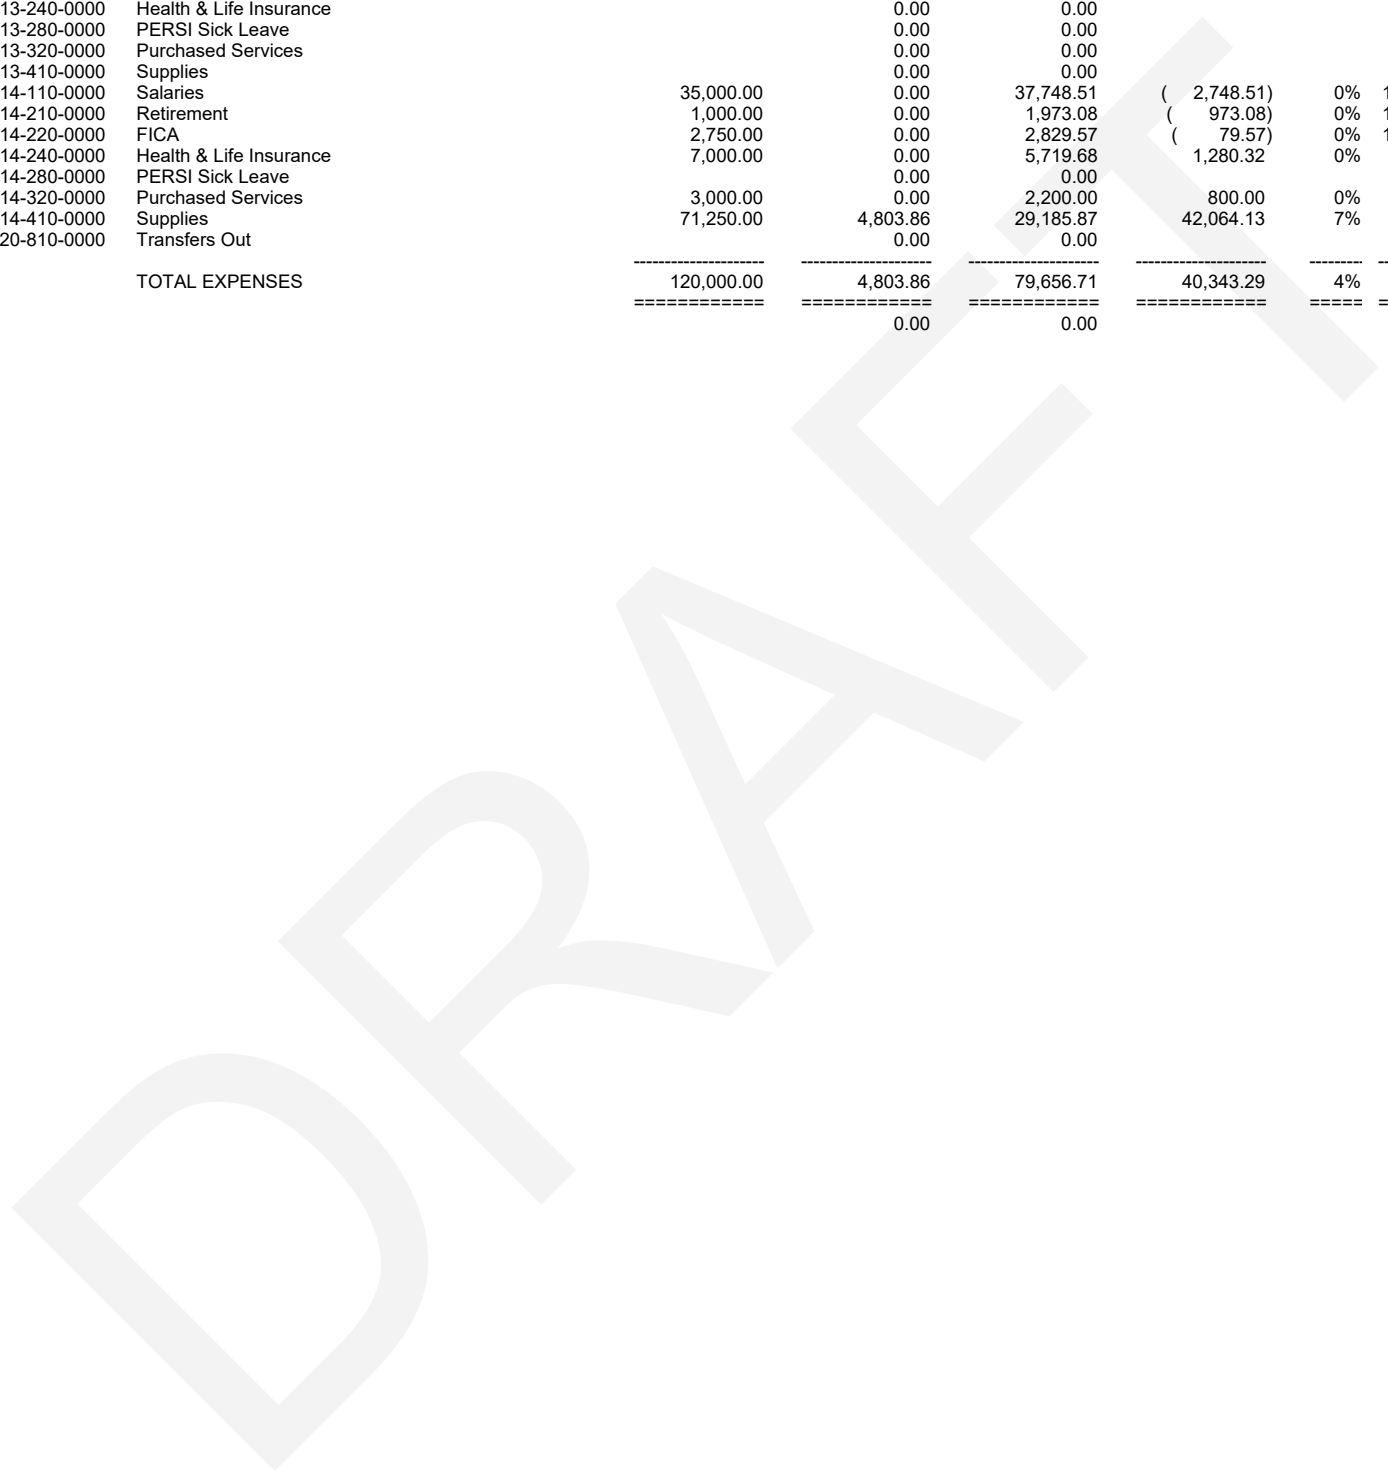 13-240-0000 Health & Life Insurance 0.00 0.00
13-280-0000 PERSI Sick Leave 0.00 0.00
13-320-0000 Purchased Services 0.00 0.00
13-410-0000 Supplies 0.00 0.00
14-110-0000 Salaries 35,000.00 0.00 37,748.51 ( 2,748.51) 0% 1
14-210-0000 Retirement 1,000.00 0.00 1,973.08 ( 973.08) 0% 1
14-220-0000 FICA 2,750.00 0.00 2,829.57 ( 79.57) 0% 1
14-240-0000 Health & Life Insurance 7,000.00 0.00 5,719.68 1,280.32 0%
14-280-0000 PERSI Sick Leave 0.00 0.00
14-320-0000 Purchased Services 3,000.00 0.00 2,200.00 800.00 0%
14-410-0000 Supplies 71,250.00 4,803.86 29,185.87 42,064.13 7%
20-810-0000 Transfers Out 0.00 0.00
--------------------- --------------------- --------------------- --------------------- -------- --
TOTAL EXPENSES 120,000.00 4,803.86 79,656.71 40,343.29 4%
============ ============ ============ ============ ===== =
0.00 0.00
DRAFT